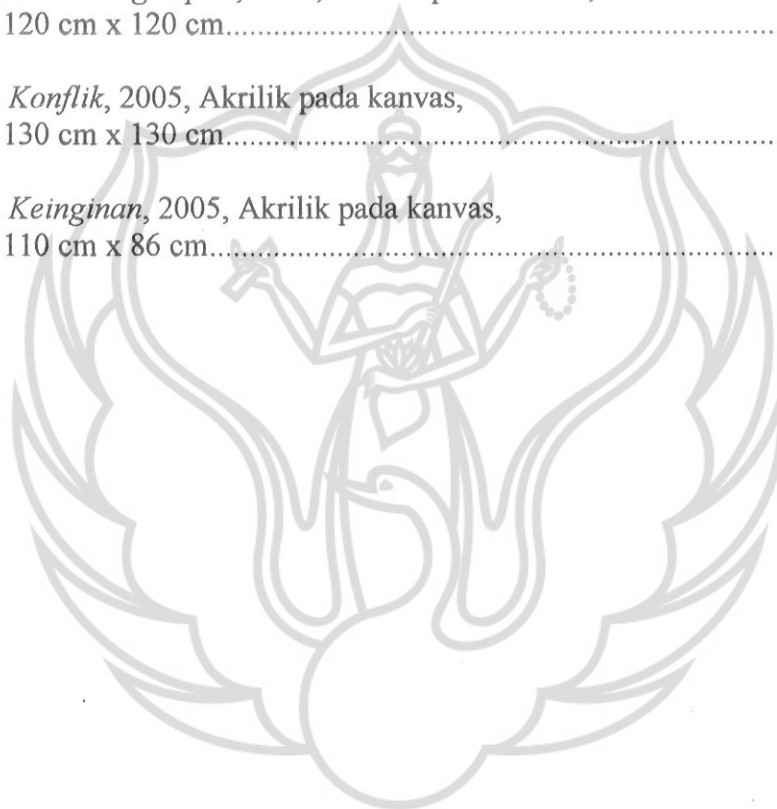 120 cm x 120 cm..............................................................................
Konflik, 2005, Akrilik pada kanvas,
130 cm x 130 cm..............................................................................
Keinginan, 2005, Akrilik pada kanvas,
110 cm x 86 cm................................................................................